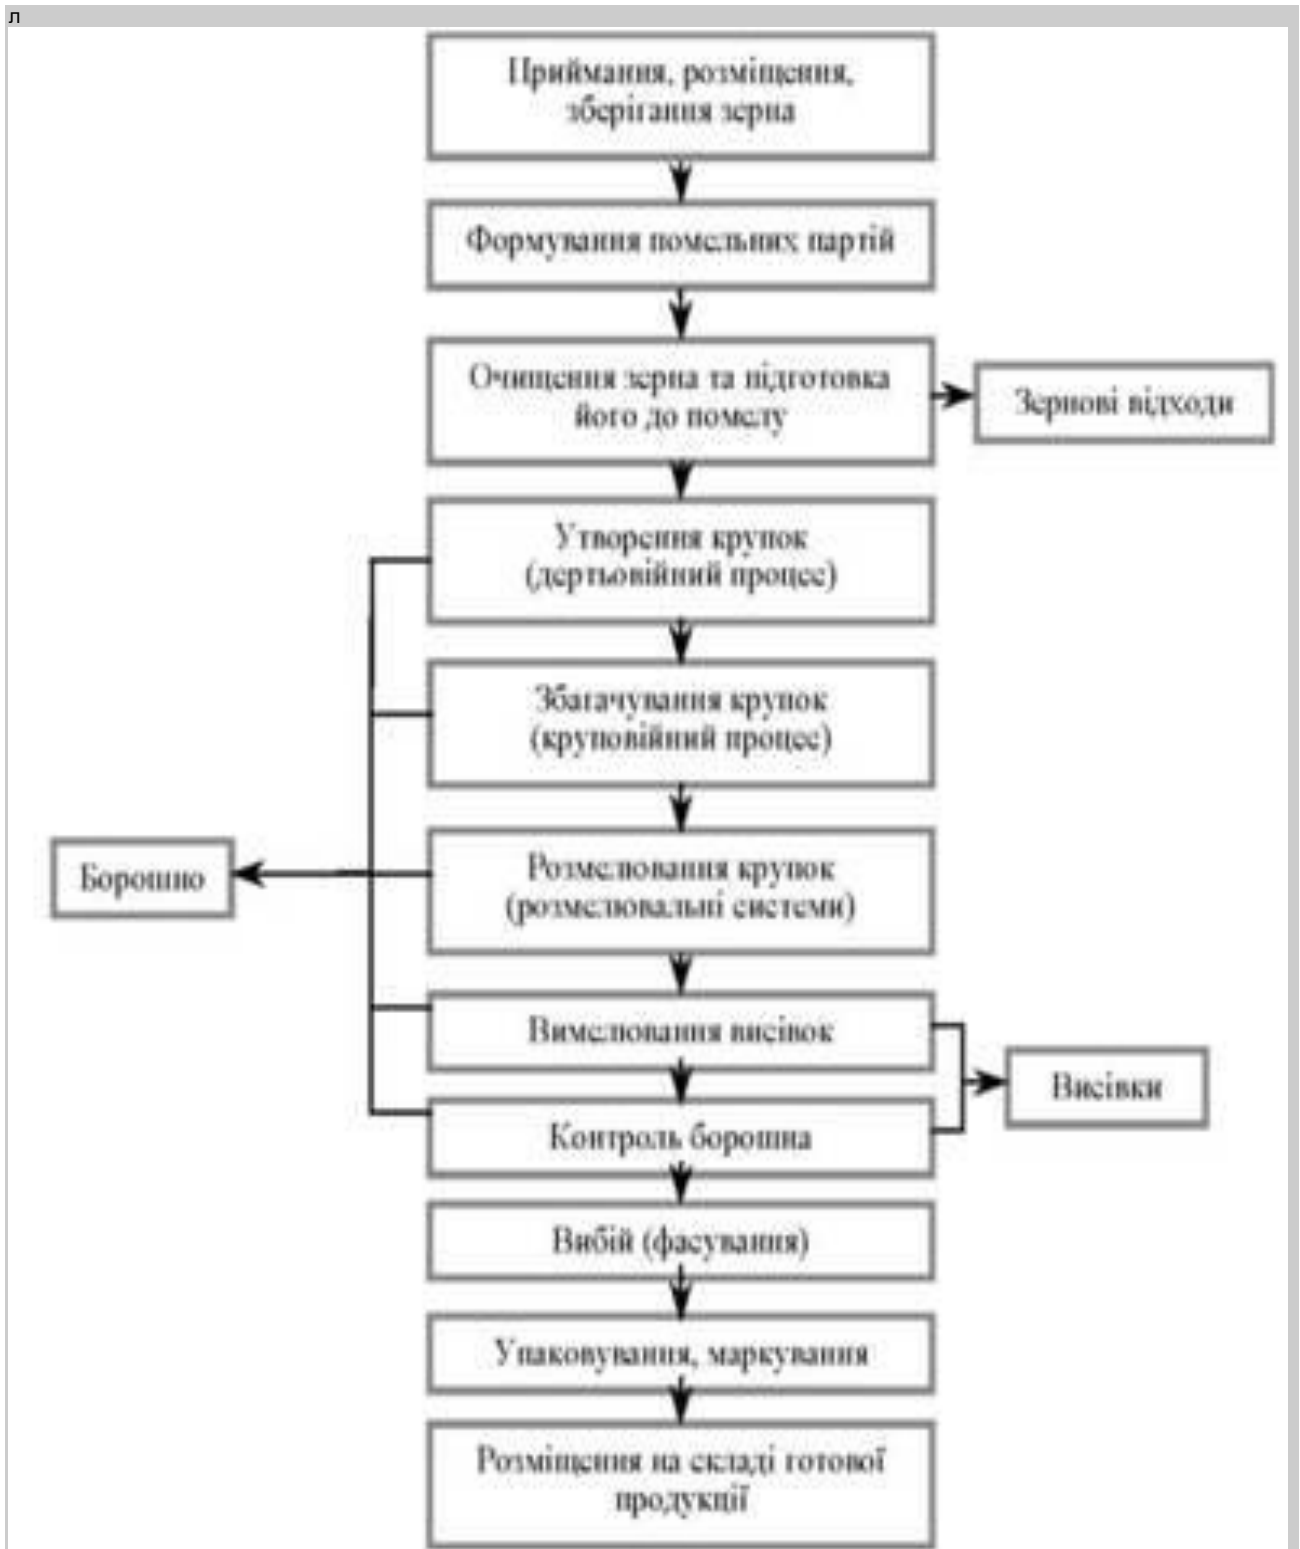 л
Приймання, розміщення,
зберігання зерна
Формування помельних партій
Очищення зерна та підготовка
його до помелу
Зернові відходи
Утворення крупок
(дертьовійний процес)
Збагачування крупок
(круповійний процес)
Борошно
Розмелювання крупок
(розмелювальні системи)
Вимелювання висівок
Висівки
Контроль борошна
Вибій (фасування)
Упаковування, маркування
Розміщення на складі готової
продукції